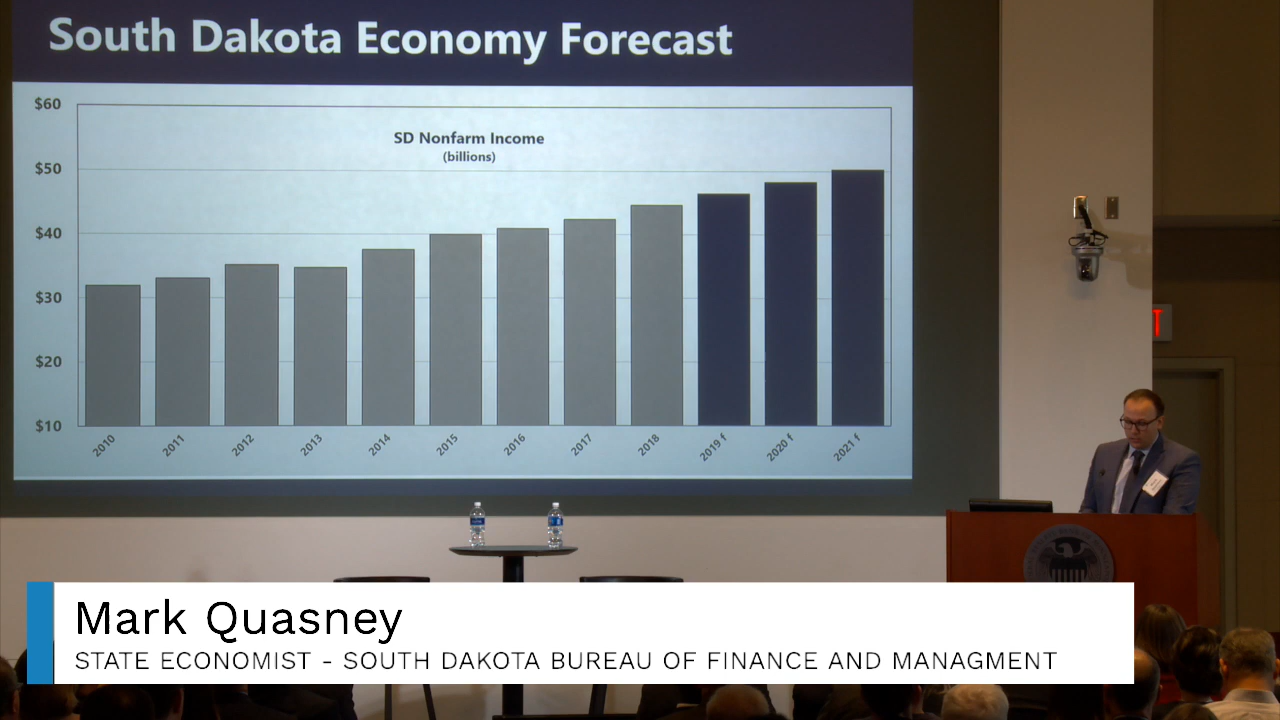 South Dakota Economy Forecast
SD Nonfarm Income
(billions)
$60
$50
$40
$30
$20
$10
2010
2011
2012
2013
2014
2015
2016
2017
2018
2019 f
2020 f
2021 f
T
Mark Quasney
STATE ECONOMIST - SOUTH DAKOTA BUREAU OF FINANCE AND MANAGMENT